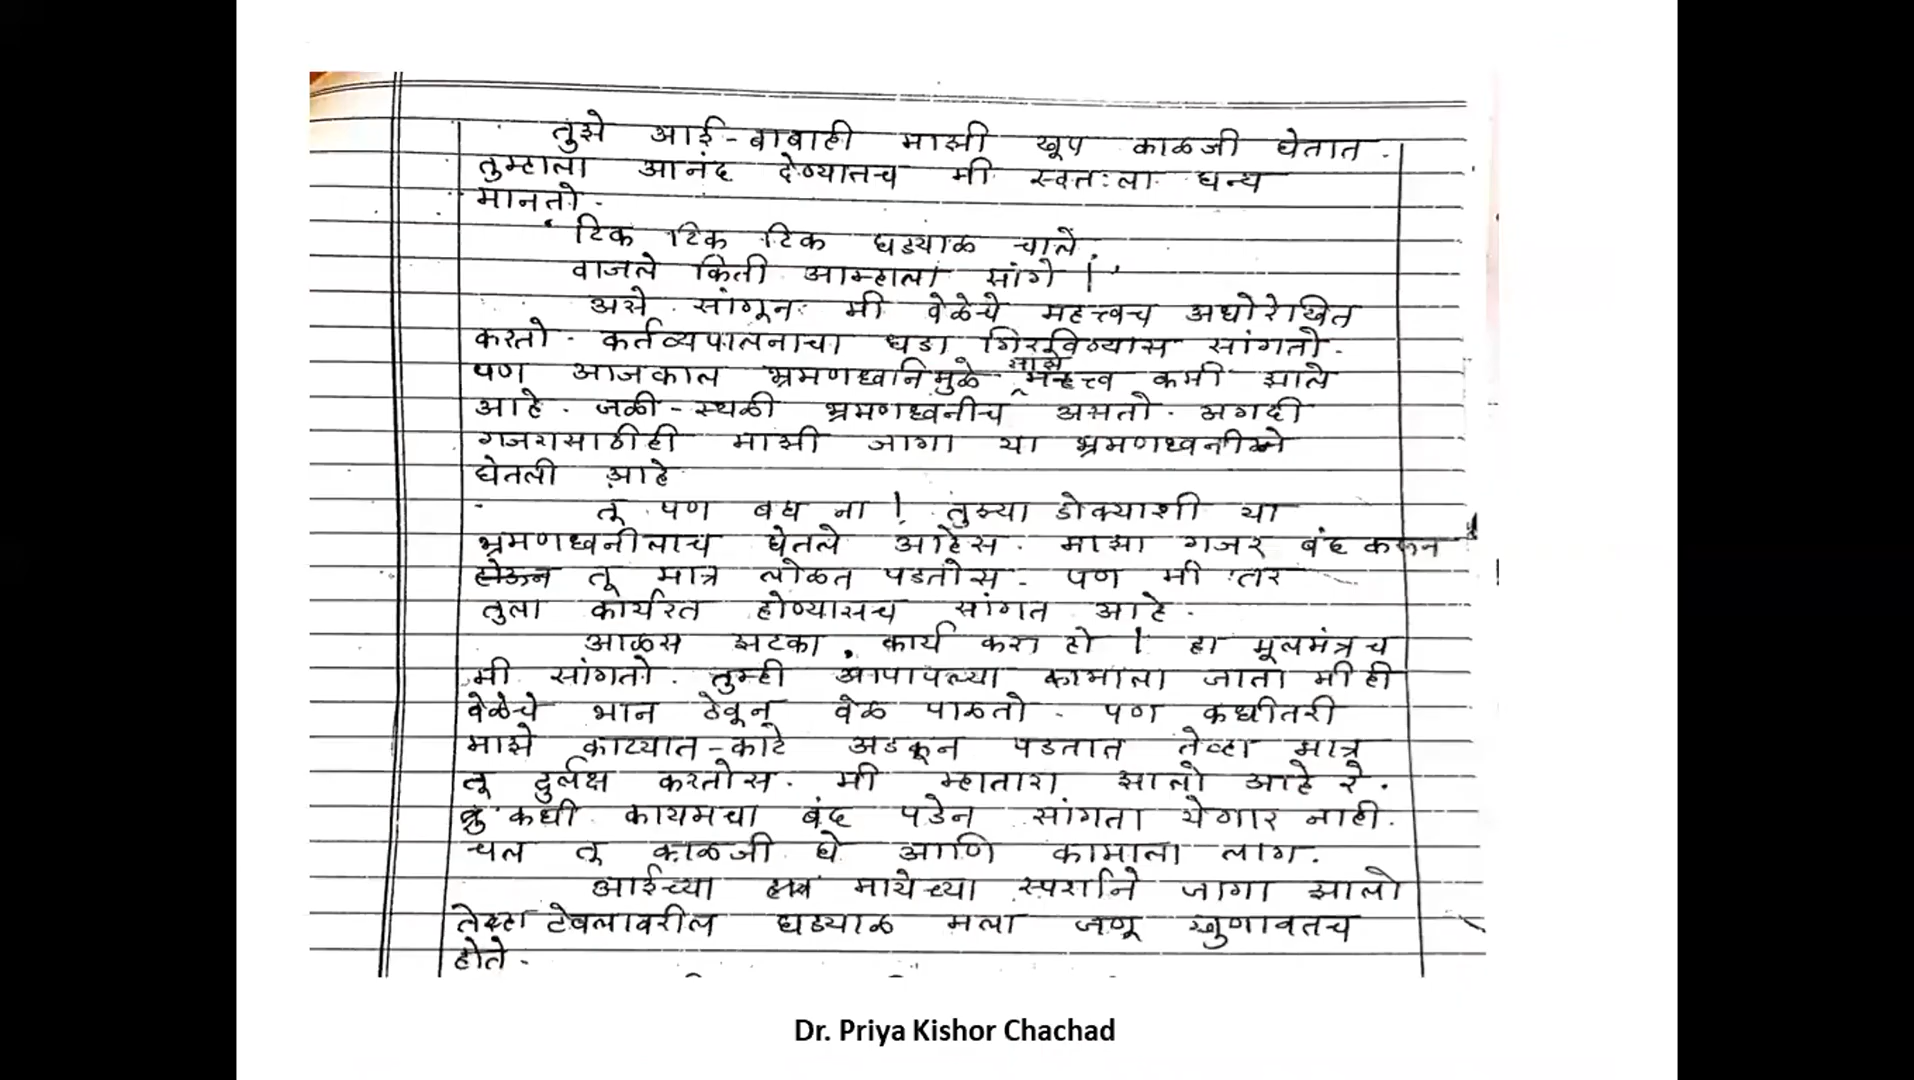 तुझे आई-बाबाही माझी खूप काळजी घेतात.
तुम्हाला आनंद देण्यातच मी स्वतःला धन्य
मानतो.
'टिक टिक टिक घड्याळ चाले,
वाजले किती आम्हाला सांगे !'
असे सांगून मी वेळेचे महत्त्वच अधोरेखित
करतो. कर्तव्यपालनाचा धडा गिरविण्यास सांगतो.
पण आजकाल भ्रमणध्वनिमुळे माझे महत्त्व कमी झाले
आहे. जळी-स्थळी भ्रमणध्वनीच असतो. अगदी
गजरासाठीही माझी जागा या भ्रमणध्वनीने
घेतली आहे
तू पण बघ ना ! तुझ्या डोक्याशी या
भ्रमणध्वनीलाच घेतले आहेस. माझा गजर बंद करून
तू मात्र लोळत पडतोस. पण मी तर
तुला कार्यरत होण्यासच सांगत आहे.
आळस झटका, कार्य करा हो ! हा मूलमंत्रच
मी सांगतो. तुम्ही आपापल्या कामाला जाता मीही
वेळेचे भान ठेवून वेळ पाळतो. पण कधीतरी
माझे काट्यात-काटे अडकून पडतात तेव्हा मात्र
तू दुर्लक्ष करतोस. मी म्हातारा झालो आहे रे.
कधी कायमचा बंद पडेन सांगता येणार नाही.
चल तू काळजी घे आणि कामाला लाग.
आईच्या मायेच्या स्पर्शाने जागा झालो
तेव्हा टेबलावरील घड्याळ मला जणू खुणावतच
होते.
Dr. Priya Kishor Chachad